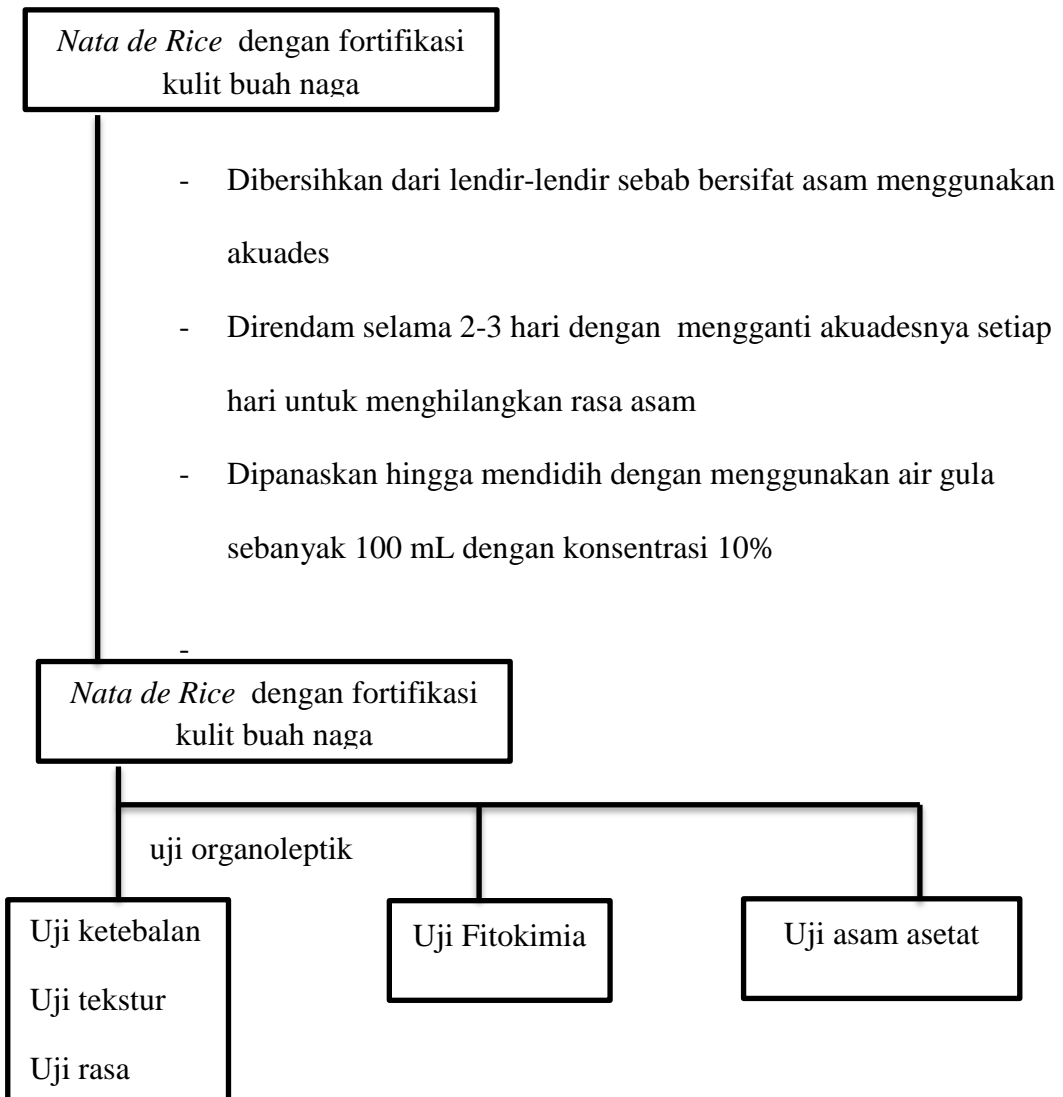 Nata de Rice dengan fortifikasi
kulit buah naga
- Dibersihkan dari lendir-lendir sebab bersifat asam menggunakan
akuades
- Direndam selama 2-3 hari dengan mengganti akuadesnya setiap
hari untuk menghilangkan rasa asam
- Dipanaskan hingga mendidih dengan menggunakan air gula
sebanyak 100 mL dengan konsentrasi 10%
-
Nata de Rice dengan fortifikasi
kulit buah naga
uji organoleptik
Uji ketebalan
Uji tekstur
Uji rasa
Uji Fitokimia
Uji asam asetat